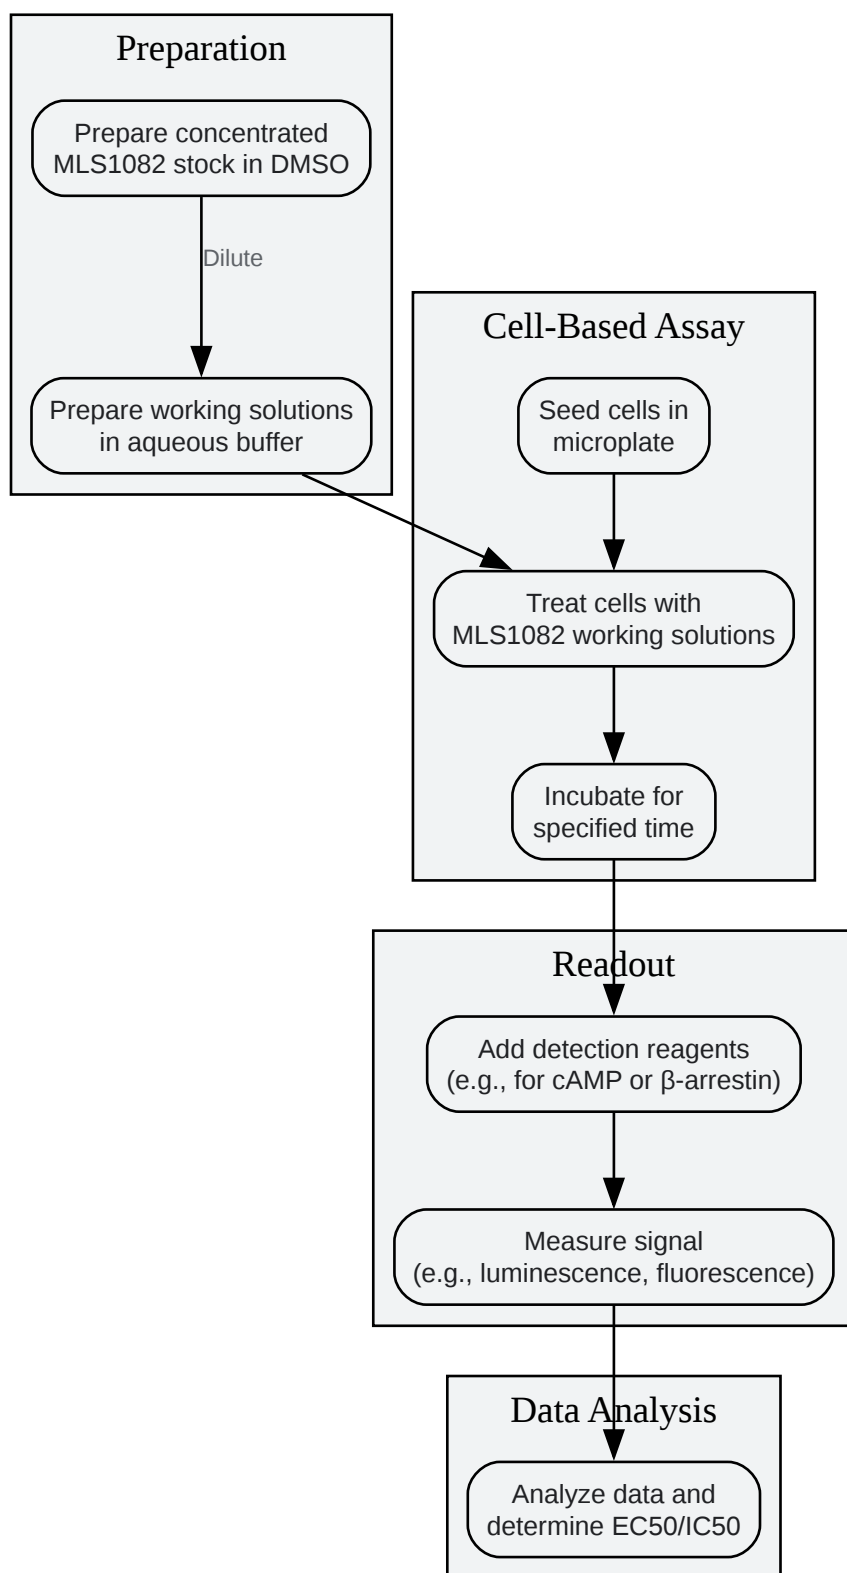 Preparation
Prepare concentrated
MLS1082 stock in DMSO
Dilute
Prepare working solutions
in aqueous buffer
Cell-Based Assay
Seed cells in
microplate
Treat cells with
MLS1082 working solutions
Incubate for
specified time
Readout
Add detection reagents
(e.g., for cAMP or β-arrestin)
Measure signal
(e.g., luminescence, fluorescence)
Data Analysis
Analyze data and
determine EC50/IC50